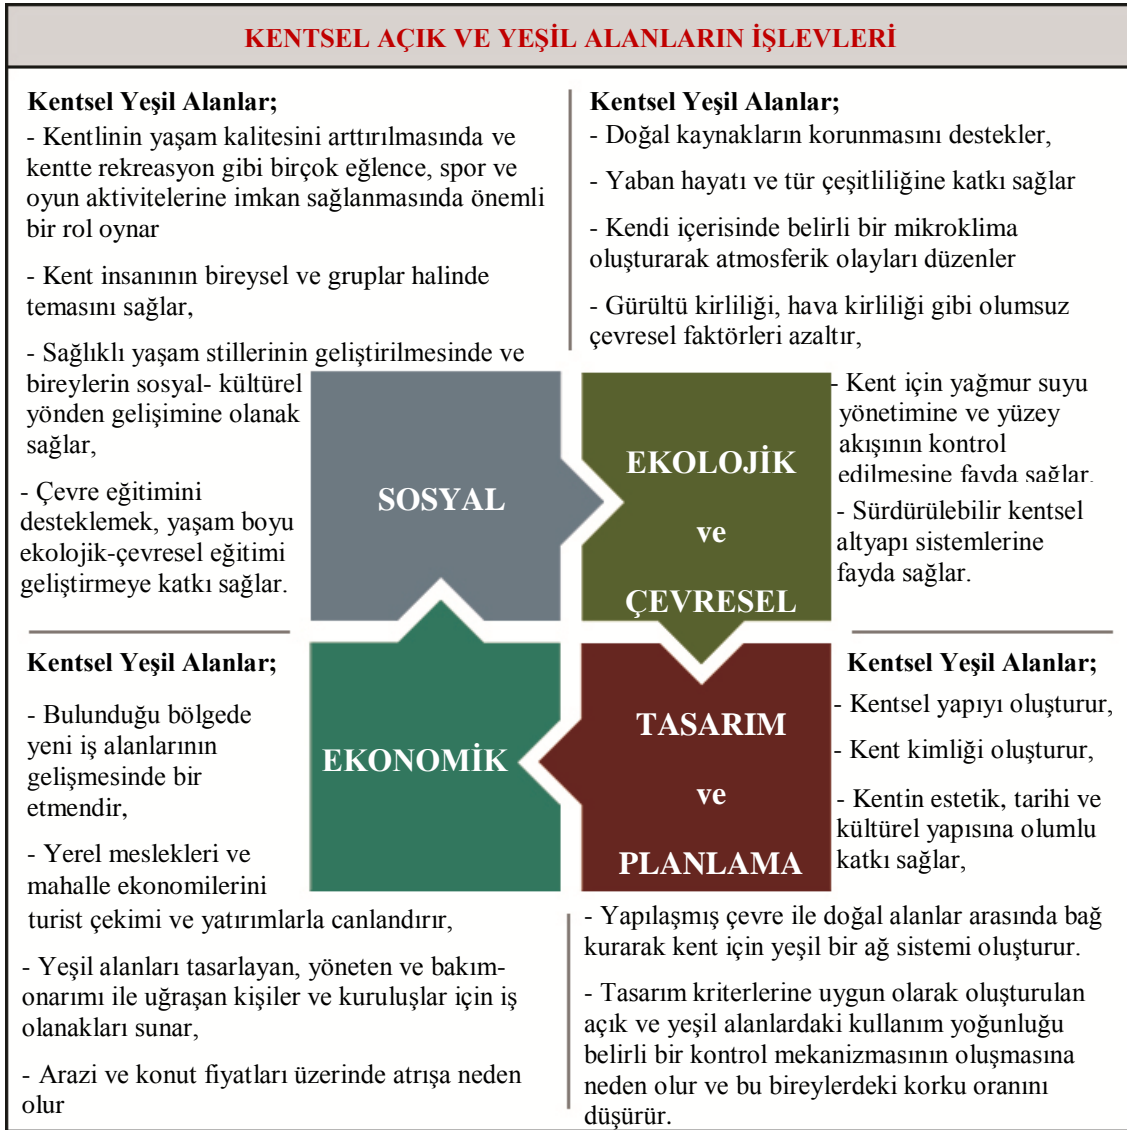 KENTSEL AÇIK VE YEŞİL ALANLARIN İŞLEVLERİ
Kentsel Yeşil Alanlar;
- Kentlinin yaşam kalitesini arttırılmasında ve
kentte rekreasyon gibi birçok eğlence, spor ve
oyun aktivitelerine imkan sağlanmasında önemli
bir rol oynar
- Kent insanının bireysel ve gruplar halinde
temasını sağlar,
- Sağlıklı yaşam stillerinin geliştirilmesinde ve
bireylerin sosyal- kültürel
yönden gelişimine olanak
sağlar,
- Çevre eğitimini
desteklemek, yaşam boyu
ekolojik-çevresel eğitimi
geliştirmeye katkı sağlar.
Kentsel Yeşil Alanlar;
- Doğal kaynakların korunmasını destekler,
- Yaban hayatı ve tür çeşitliliğine katkı sağlar
- Kendi içerisinde belirli bir mikroklima
oluşturarak atmosferik olayları düzenler
- Gürültü kirliliği, hava kirliliği gibi olumsuz
çevresel faktörleri azaltır,
- Kent için yağmur suyu
yönetimine ve yüzey
akışının kontrol
edilmesine fayda sağlar.
- Sürdürülebilir kentsel
altyapı sistemlerine
fayda sağlar.
SOSYAL
EKOLOJİK
ve
ÇEVRESEL
EKONOMİK
TASARIM
ve
PLANLAMA
Kentsel Yeşil Alanlar;
- Bulunduğu bölgede
yeni iş alanlarının
gelişmesinde bir
etmendir,
- Yerel meslekleri ve
mahalle ekonomilerini
turist çekimi ve yatırımlarla canlandırır,
- Yeşil alanları tasarlayan, yöneten ve bakım-
onarımı ile uğraşan kişiler ve kuruluşlar için iş
olanakları sunar,
- Arazi ve konut fiyatları üzerinde atrışa neden
olur
Kentsel Yeşil Alanlar;
- Kentsel yapıyı oluşturur,
- Kent kimliği oluşturur,
- Kentin estetik, tarihi ve
kültürel yapısına olumlu
katkı sağlar,
- Yapılaşmış çevre ile doğal alanlar arasında bağ
kurarak kent için yeşil bir ağ sistemi oluşturur.
- Tasarım kriterlerine uygun olarak oluşturulan
açık ve yeşil alanlardaki kullanım yoğunluğu
belirli bir kontrol mekanizmasının oluşmasına
neden olur ve bu bireylerdeki korku oranını
düşürür.